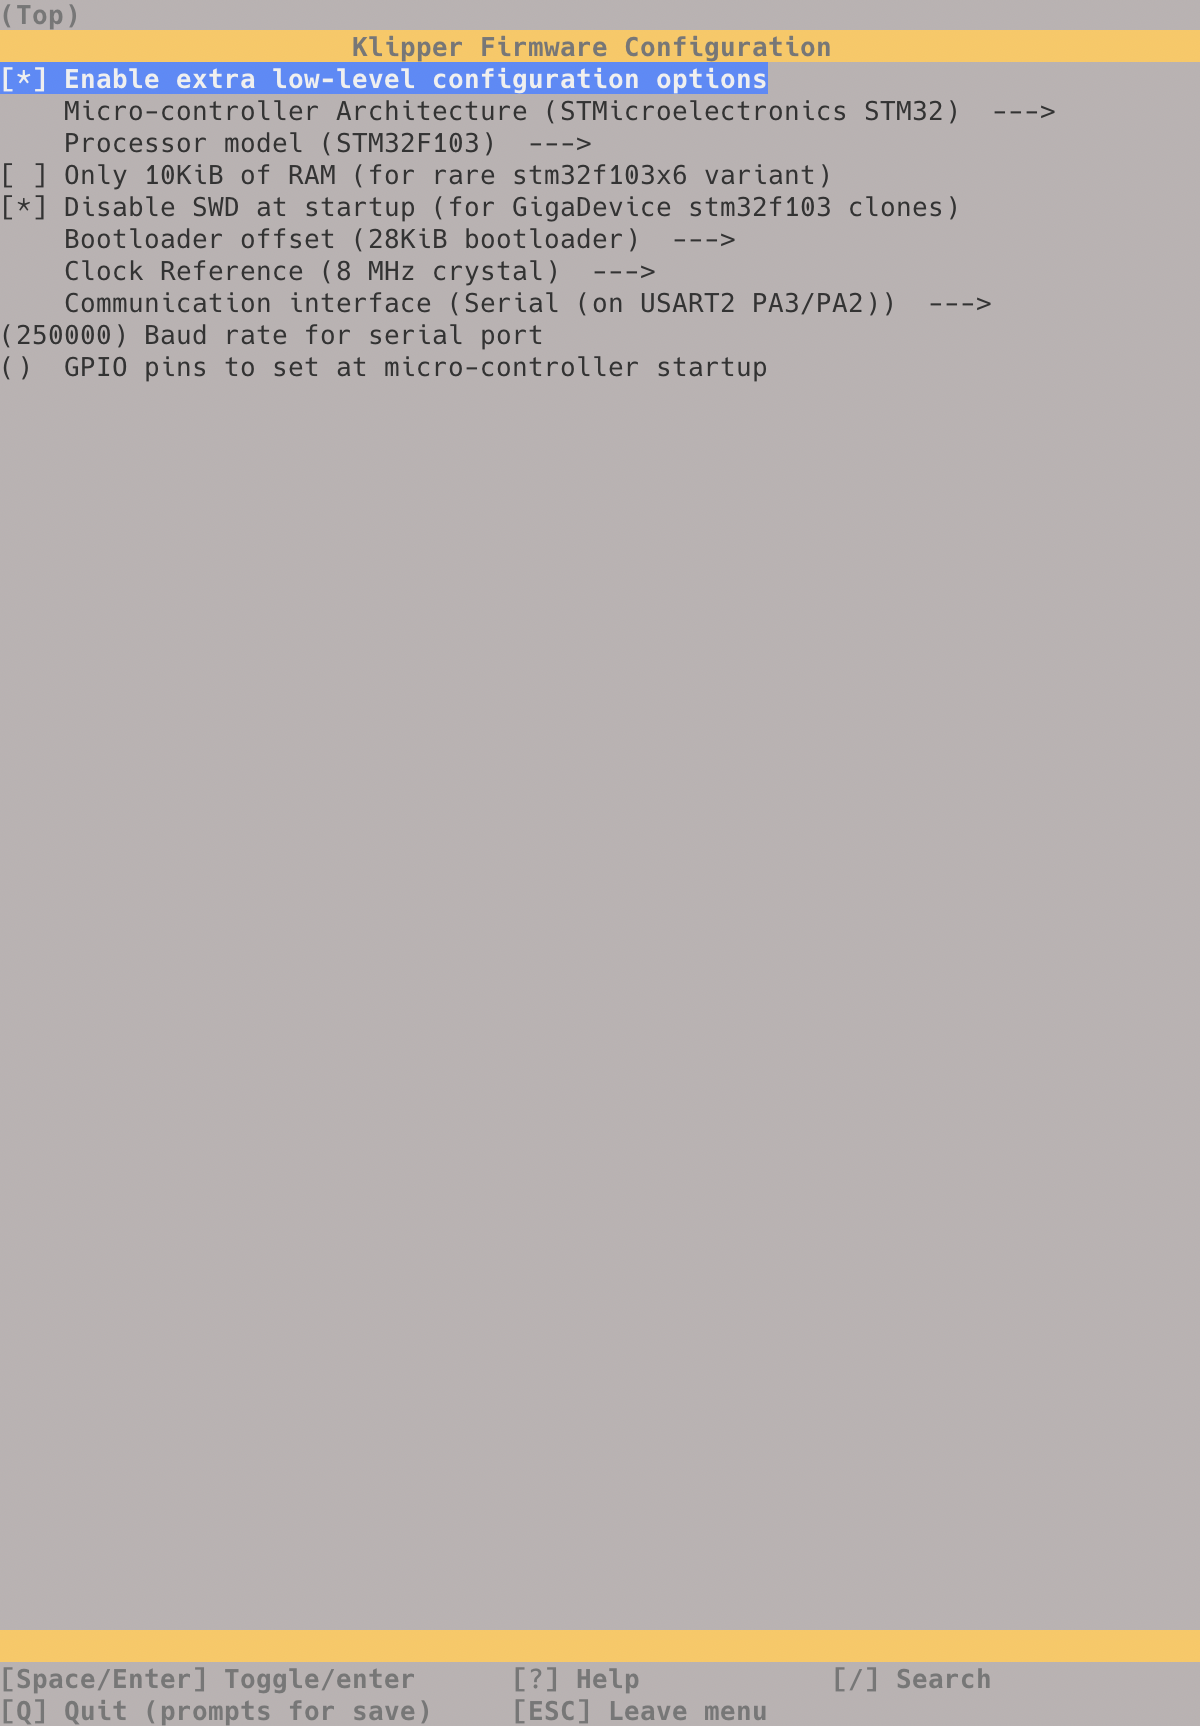 (Top)
Klipper Firmware Configuration
[*] Enable extra low-level configuration options
Micro-controller Architecture (STMicroelectronics STM32)  --->
Processor model (STM32F103)  --->
[ ] Only 10KiB of RAM (for rare stm32f103x6 variant)
[*] Disable SWD at startup (for GigaDevice stm32f103 clones)
Bootloader offset (28KiB bootloader)  --->
Clock Reference (8 MHz crystal)  --->
Communication interface (Serial (on USART2 PA3/PA2))  --->
(250000) Baud rate for serial port
()  GPIO pins to set at micro-controller startup
[Space/Enter] Toggle/enter      [?] Help            [/] Search
[Q] Quit (prompts for save)     [ESC] Leave menu